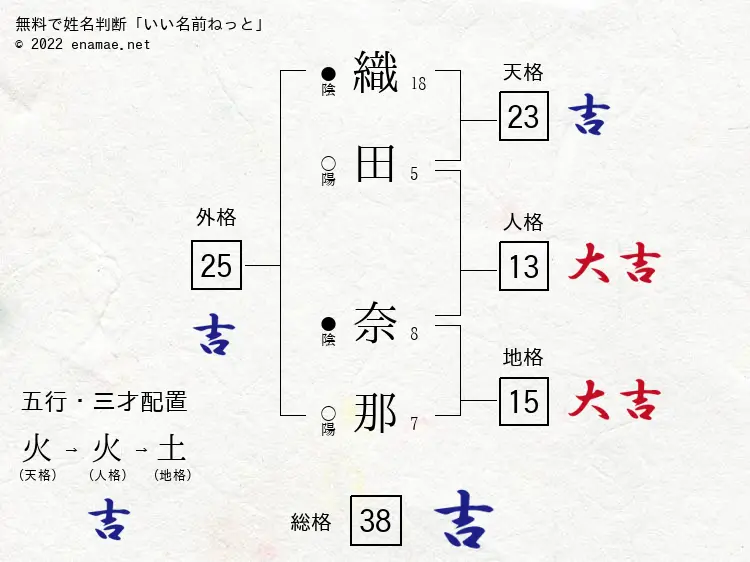 無料で姓名判断「いい名前ねっと」
© 2022 enamae.net
●陰 織 18
○陽 田 5
●陰 奈 8
○陽 那 7
天格
23 吉
人格
13 大吉
地格
15 大吉
外格
25
吉
五行・三才配置
火→火→土
(天格) (人格) (地格)
吉
総格 38 吉